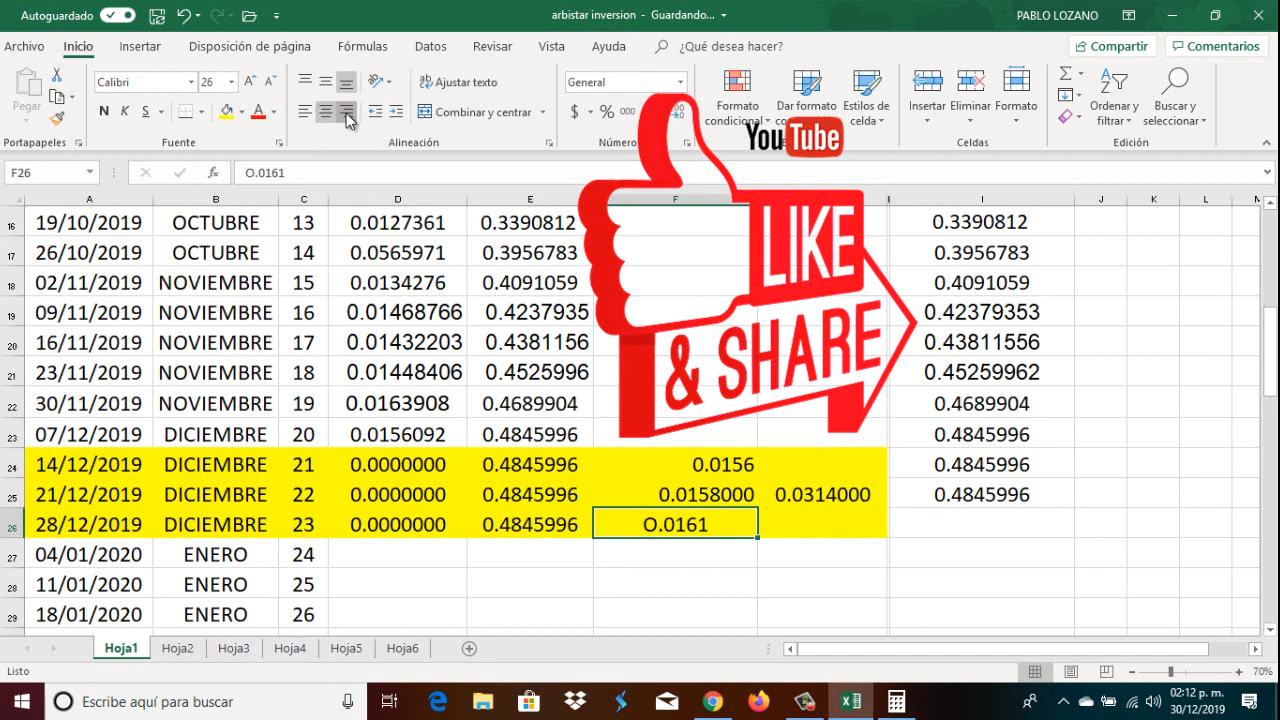 Autoguardado
arbistar inversion - Guardando...
PABLO LOZANO
Archivo Inicio Insertar Disposición de página Fórmulas Datos Revisar Vista Ayuda ¿Qué desea hacer? Compartir Comentarios
Pegar
Calibri 26
Ajustar texto
General
N K S
Combinar y centrar
$ % 000
Formato condicional
Dar formato
Estilos de celda
Insertar Eliminar Formato
Ordenar y filtrar
Buscar y seleccionar
Portapapeles Fuente Alineación Celdas Edición
YouTube
LIKE
& SHARE
F26 fx O.0161
A B C D E F I J K L M
16 19/10/2019 OCTUBRE 13 0.0127361 0.3390812 0.3390812
17 26/10/2019 OCTUBRE 14 0.0565971 0.3956783 0.3956783
18 02/11/2019 NOVIEMBRE 15 0.0134276 0.4091059 0.4091059
19 09/11/2019 NOVIEMBRE 16 0.01468766 0.42379353
20 16/11/2019 NOVIEMBRE 17 0.01432203 0.43811556
21 23/11/2019 NOVIEMBRE 18 0.01448406 0.4525996 0.45259962
22 30/11/2019 NOVIEMBRE 19 0.0163908 0.4689904 0.4689904
23 07/12/2019 DICIEMBRE 20 0.0156092 0.4845996 0.4845996
24 14/12/2019 DICIEMBRE 21 0.0000000 0.4845996 0.0156 0.4845996
25 21/12/2019 DICIEMBRE 22 0.0000000 0.4845996 0.0158000 0.0314000 0.4845996
26 28/12/2019 DICIEMBRE 23 0.0000000 0.4845996 O.0161
27 04/01/2020 ENERO 24
28 11/01/2020 ENERO 25
29 18/01/2020 ENERO 26
Hoja1 Hoja2 Hoja3 Hoja4 Hoja5 Hoja6
Listo
70%
Escribe aquí para buscar
02:12 p. m.
30/12/2019